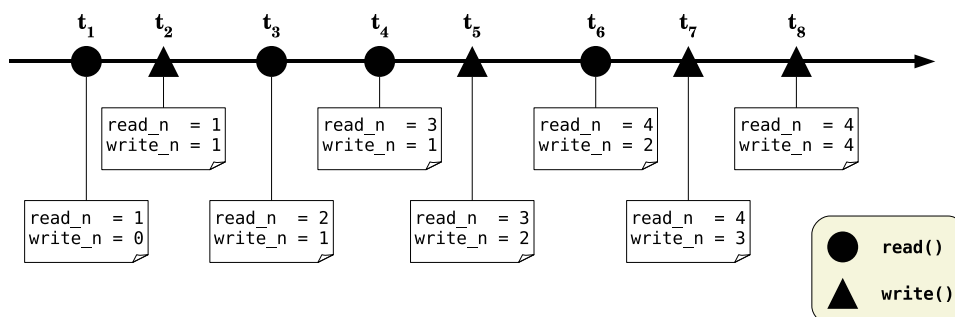 t1 t2 t3 t4 t5 t6 t7 t8
read_n  = 1
write_n = 1
read_n  = 3
write_n = 1
read_n  = 4
write_n = 2
read_n  = 4
write_n = 4
read_n  = 1
write_n = 0
read_n  = 2
write_n = 1
read_n  = 3
write_n = 2
read_n  = 4
write_n = 3
read()
write()